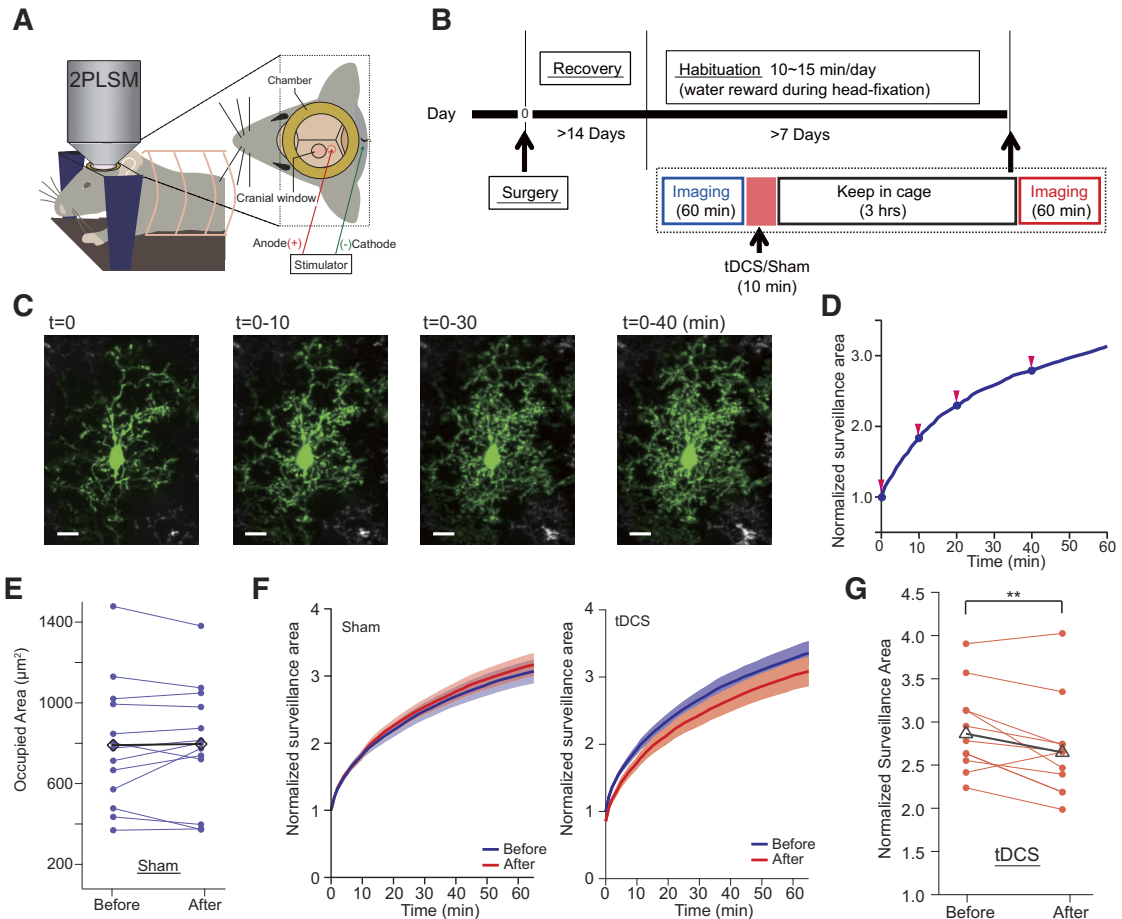 A
2PLSM
Chamber
Cranial window
Anode(+)
(-)Cathode
Stimulator
B
Recovery
Habituation 10~15 min/day
(water reward during head-fixation)
Day
0
>14 Days
>7 Days
Surgery
Imaging
(60 min)
Keep in cage
(3 hrs)
Imaging
(60 min)
tDCS/Sham
(10 min)
C
t=0
t=0-10
t=0-30
t=0-40 (min)
D
Normalized surveillance area
3.0
2.0
1.0
0 10 20 30 40 50 60
Time (min)
E
Occupied Area (µm²)
1400
1000
600
200
Sham
Before After
F
Normalized surveillance area
4
3
2
1
0
Sham
Before
After
0 10 20 30 40 50 60
Time (min)
Normalized surveillance area
4
3
2
1
0
tDCS
Before
After
0 10 20 30 40 50 60
Time (min)
G
Normalized Surveillance Area
4.5
4.0
3.5
3.0
2.5
2.0
1.5
1.0
**
tDCS
Before After